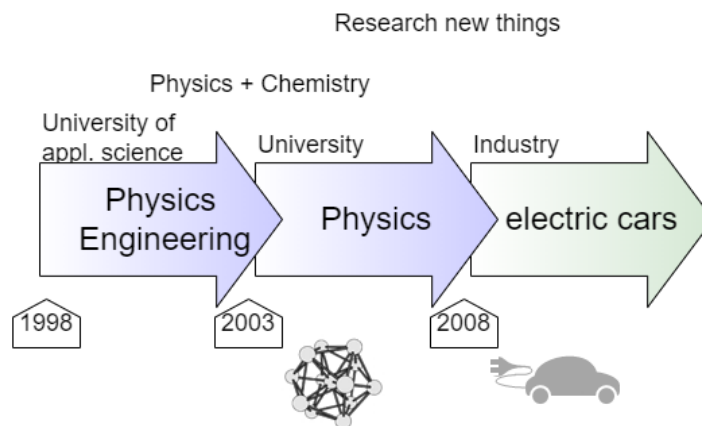 Research new things
Physics + Chemistry
University of
appl. science
University
Industry
Physics
Engineering
Physics
electric cars
1998
2003
2008